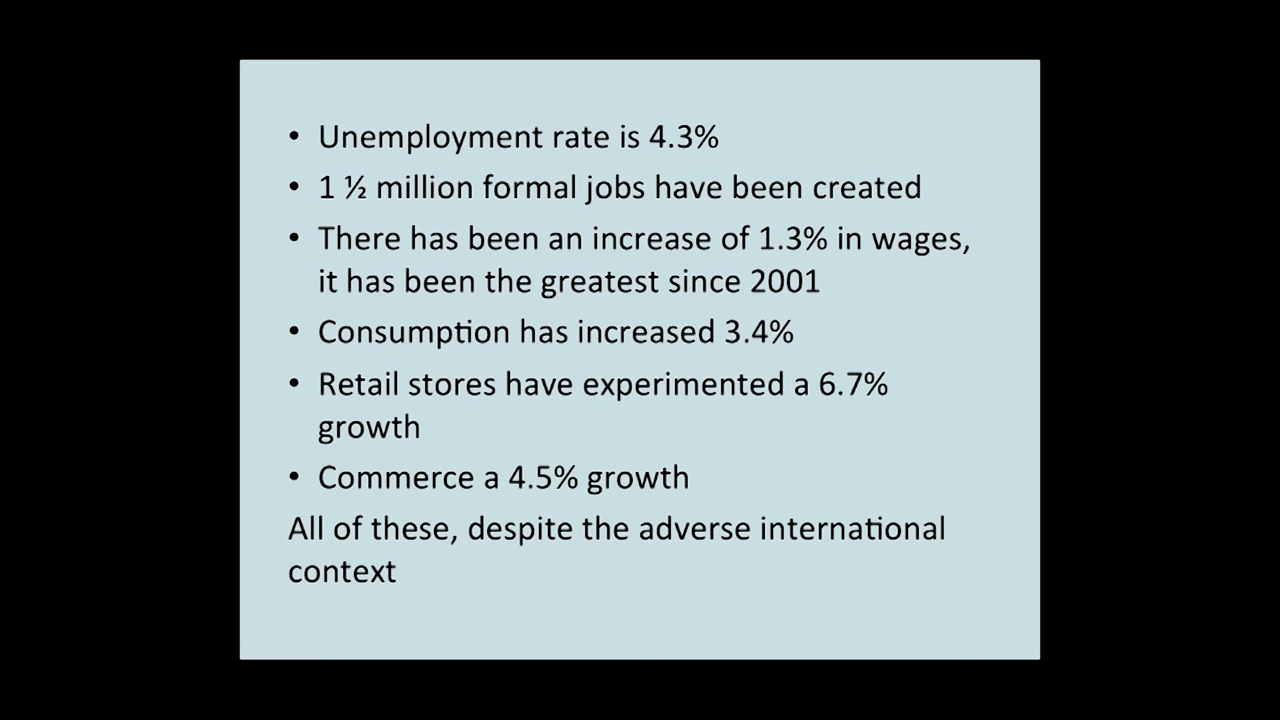 • Unemployment rate is 4.3%
• 1 ½ million formal jobs have been created
• There has been an increase of 1.3% in wages,
it has been the greatest since 2001
• Consumption has increased 3.4%
• Retail stores have experimented a 6.7%
growth
• Commerce a 4.5% growth
All of these, despite the adverse international
context